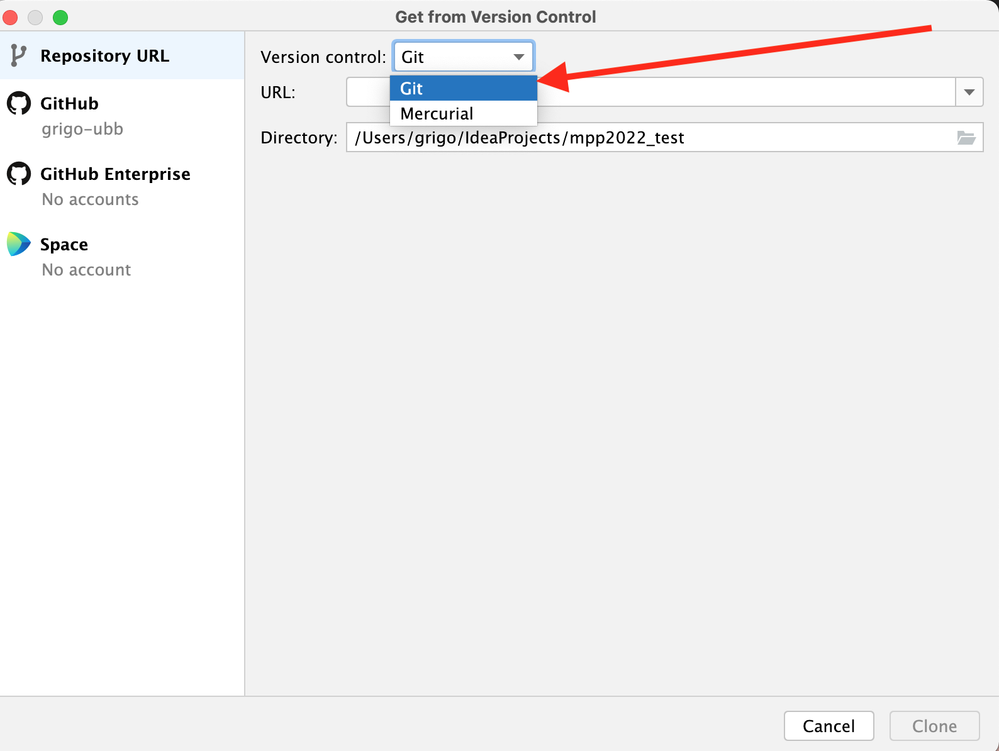 Get from Version Control
Repository URL
GitHub
grigo-ubb
GitHub Enterprise
No accounts
Space
No account
Version control: Git
Git
Mercurial
URL:
Directory: /Users/grigo/IdeaProjects/mpp2022_test
Cancel
Clone